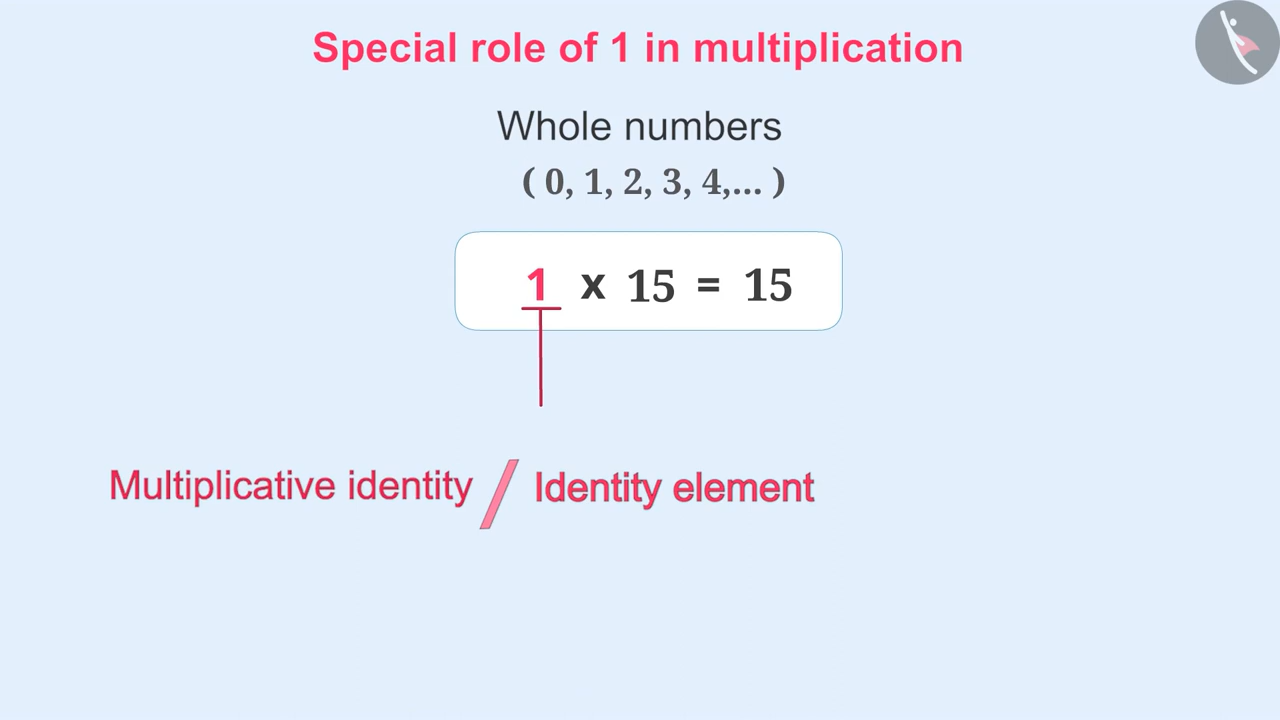 Special role of 1 in multiplication
Whole numbers
( 0, 1, 2, 3, 4,... )
1 x 15 = 15
Multiplicative identity / Identity element